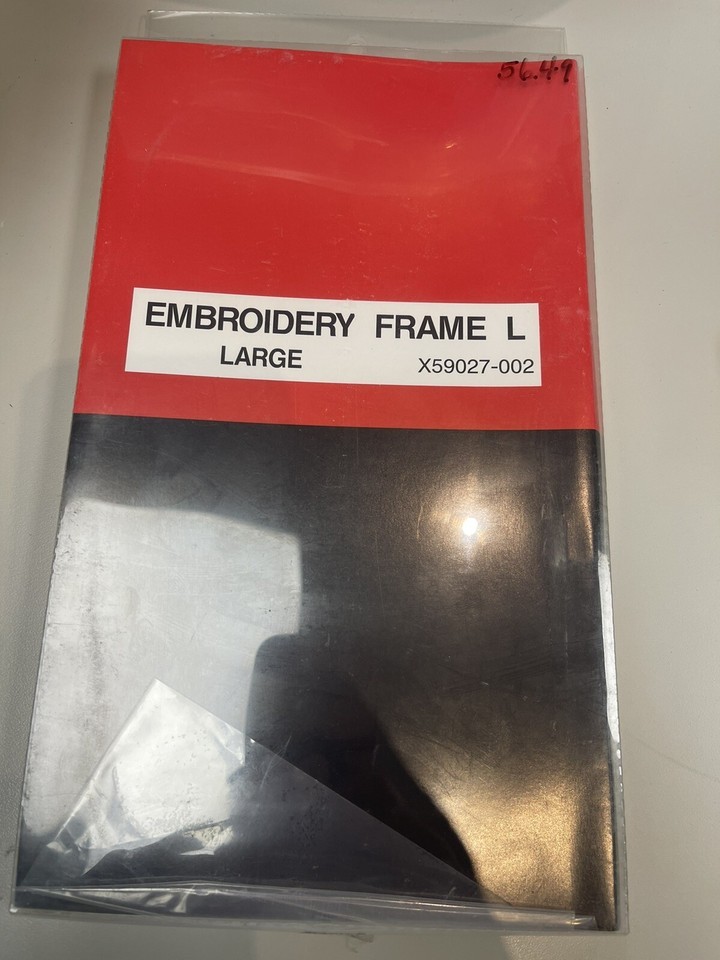 56.49
EMBROIDERY FRAME L
LARGE X59027-002